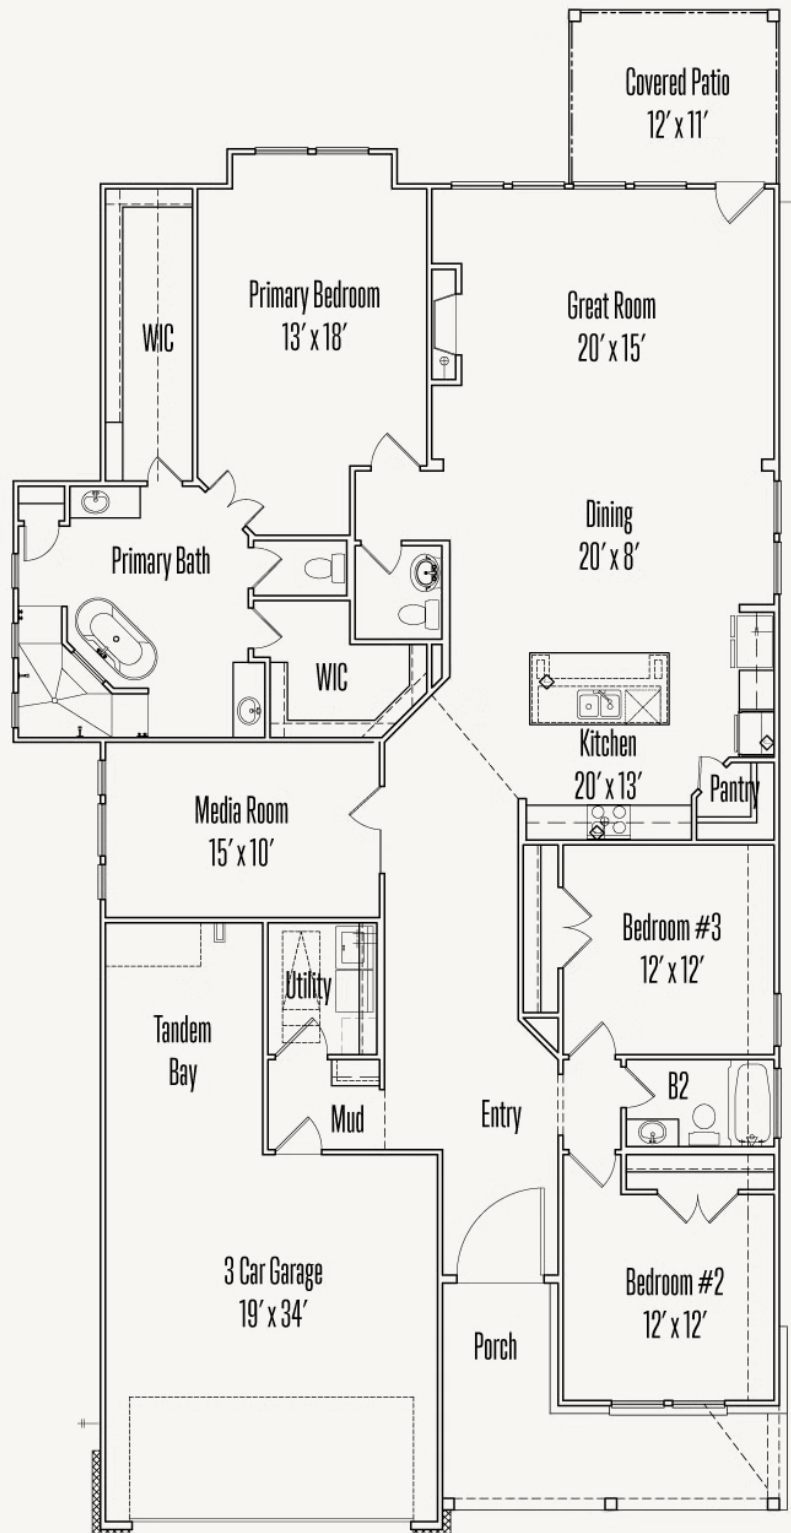 Covered Patio
12' x 11'
Primary Bedroom
13' x 18'
Great Room
20' x 15'
WIC
Dining
20' x 8'
Primary Bath
WIC
Kitchen
20' x 13'
Pantry
Media Room
15' x 10'
Bedroom #3
12' x 12'
Utility
Tandem
Bay
B2
Mud
Entry
3 Car Garage
19' x 34'
Bedroom #2
12' x 12'
Porch